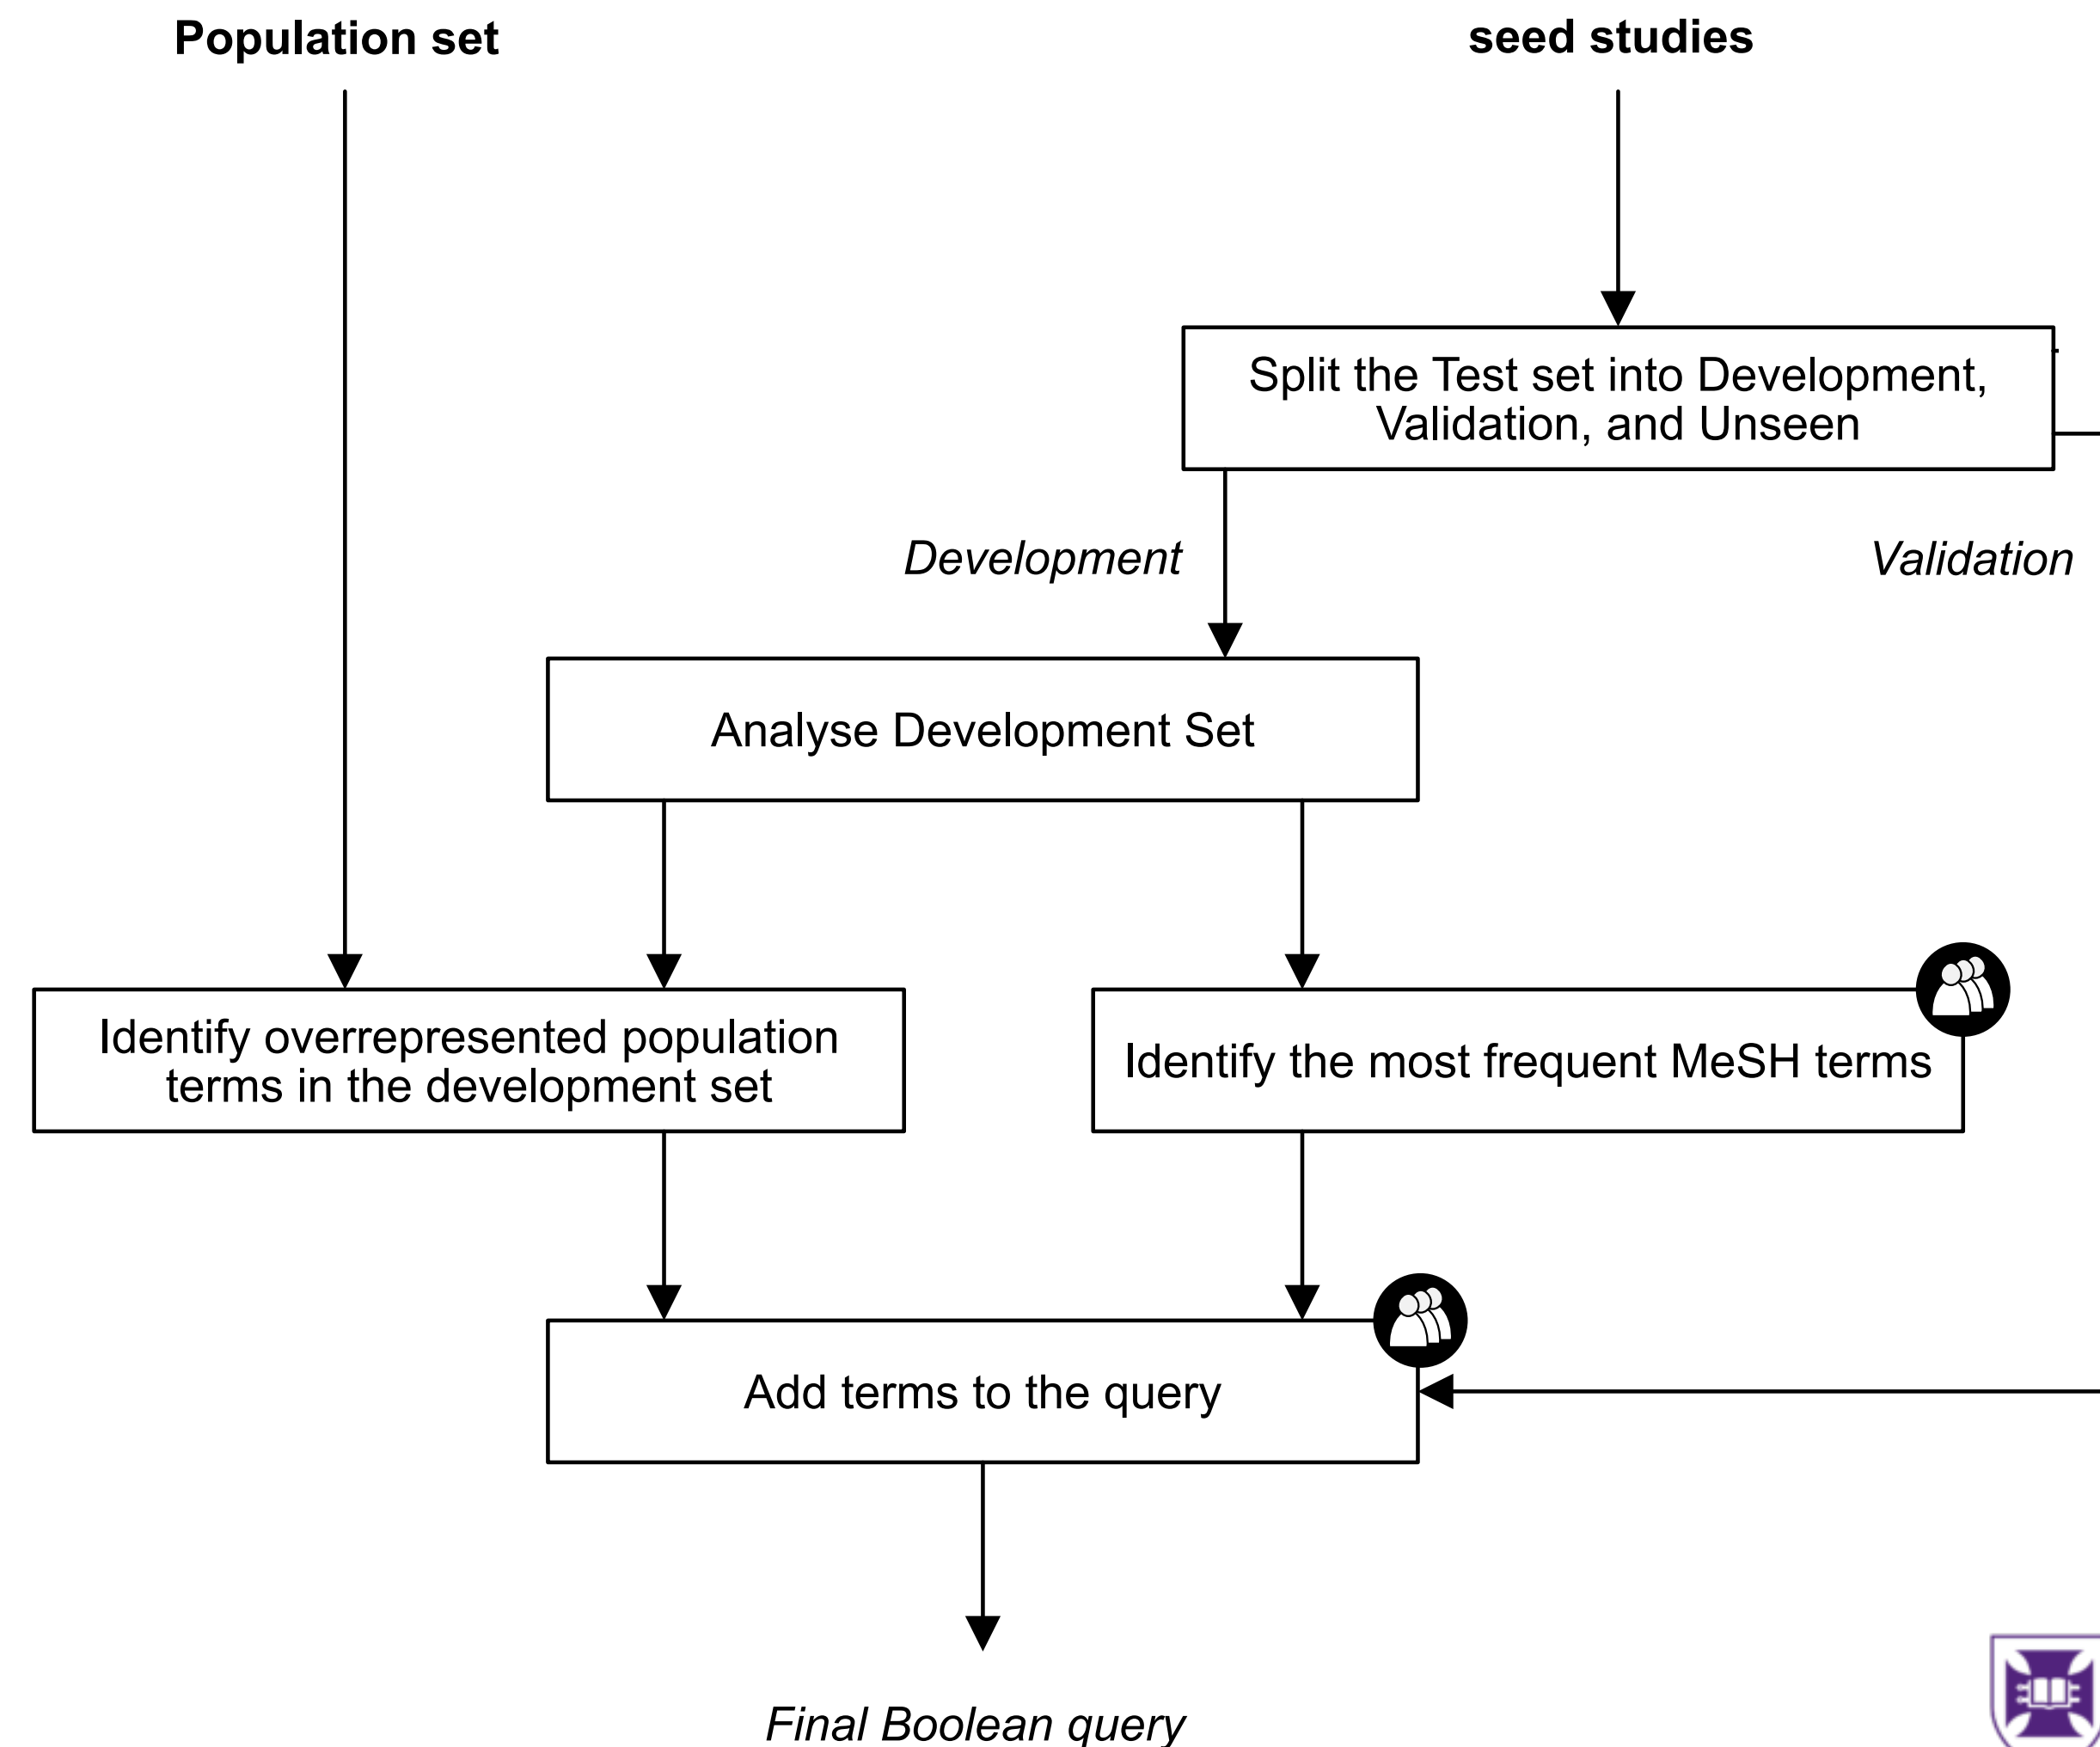 Population set
seed studies
Split the Test set into Development,
Validation, and Unseen
Development
Validation
Analyse Development Set
Identify overrepresented population
terms in the development set
Identify the most frequent MeSH terms
Add terms to the query
Final Boolean query